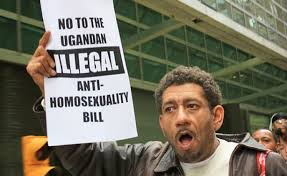 NO TO THE
UGANDAN
ILLEGAL
ANTI-
HOMOSEXUALITY
BILL